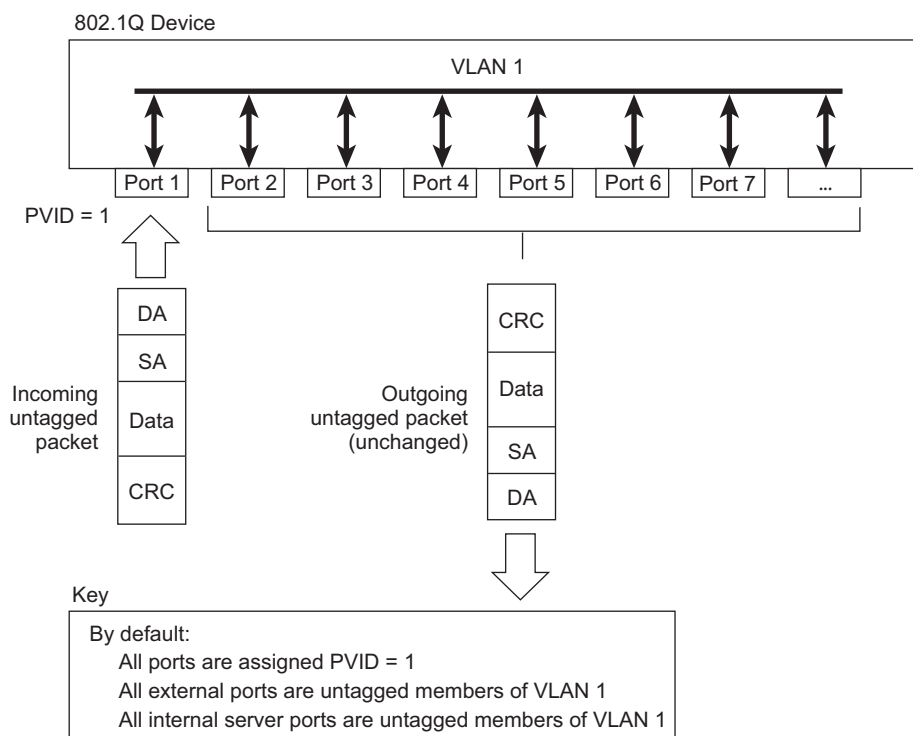 802.1Q Device
VLAN 1
Port 1
Port 2
Port 3
Port 4
Port 5
Port 6
Port 7
...
PVID = 1
DA
SA
Data
CRC
Incoming
untagged
packet
CRC
Data
SA
DA
Outgoing
untagged packet
(unchanged)
Key
By default:
All ports are assigned PVID = 1
All external ports are untagged members of VLAN 1
All internal server ports are untagged members of VLAN 1